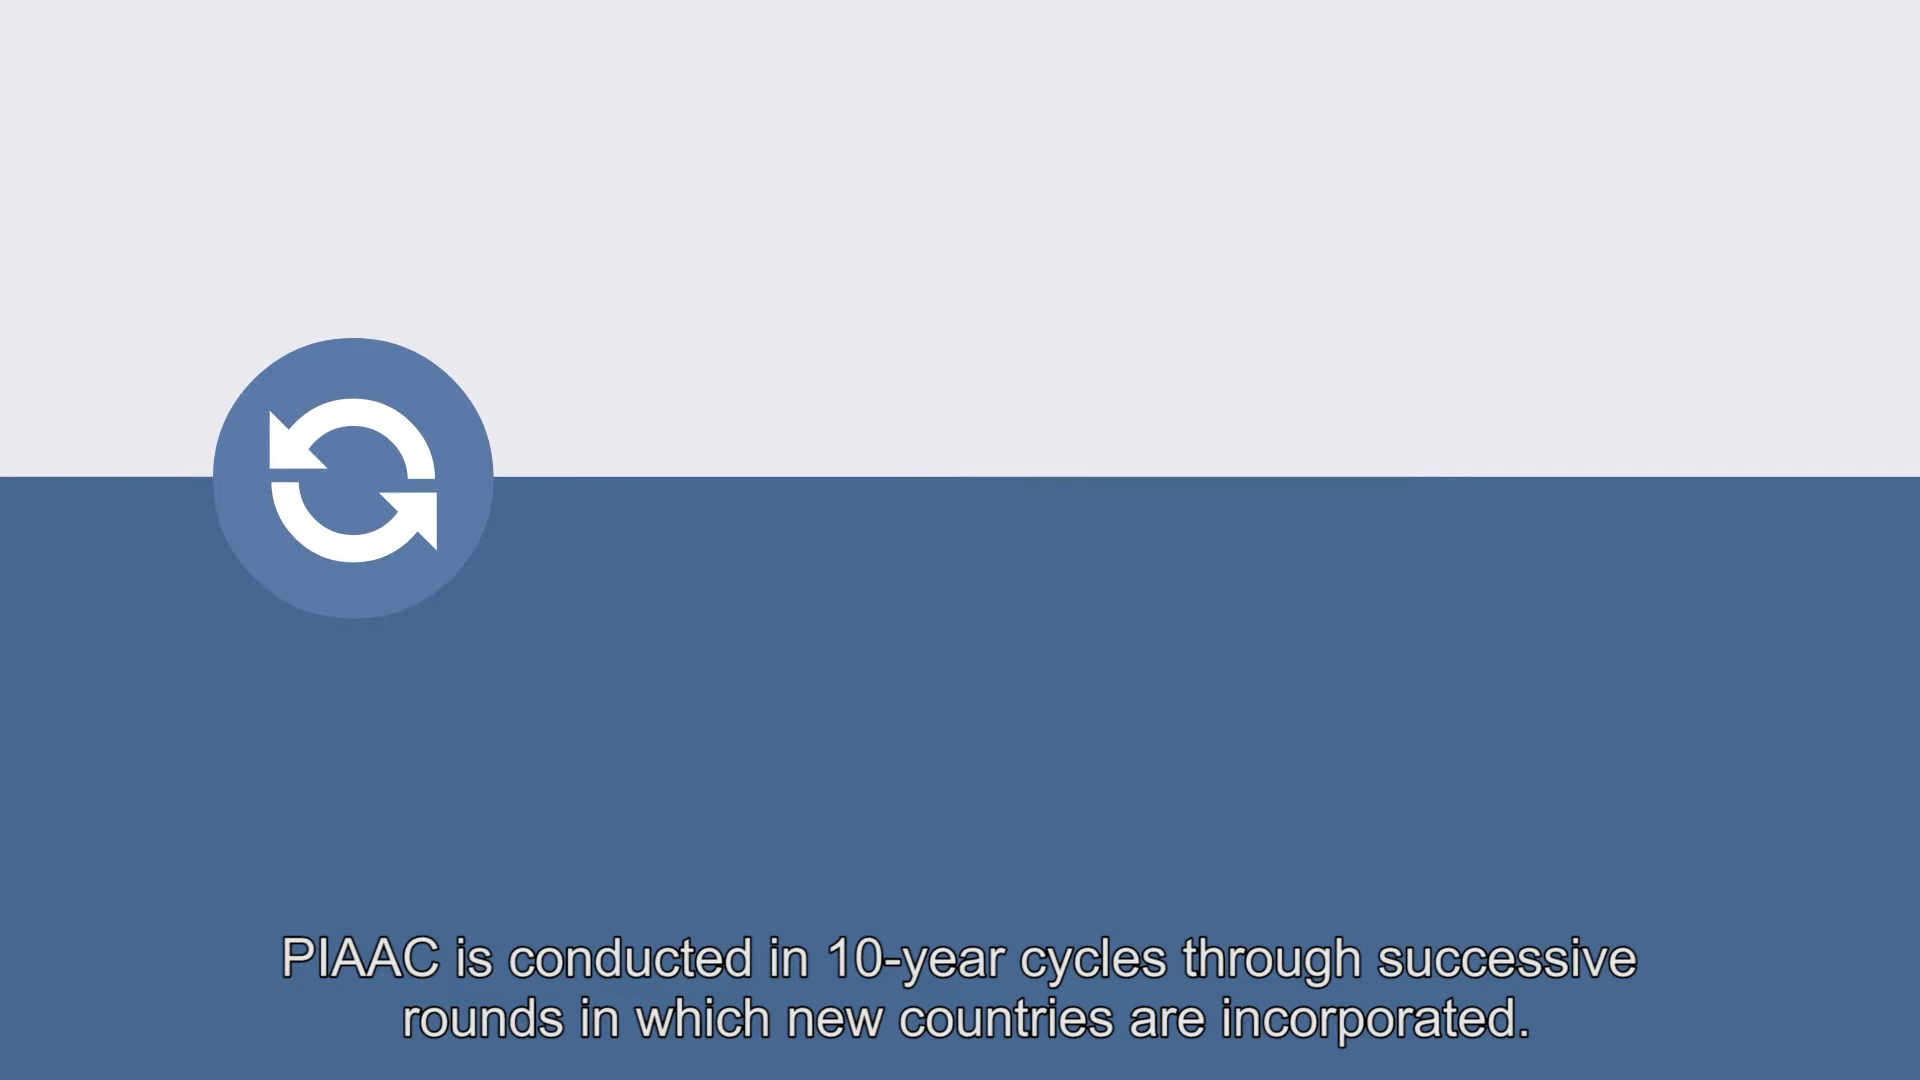 PIAAC is conducted in 10-year cycles through successive
rounds in which new countries are incorporated.